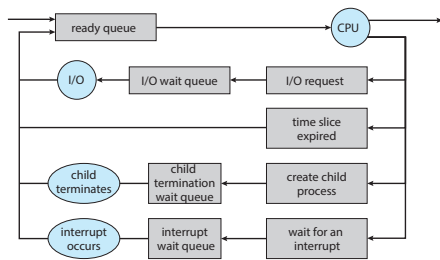 ready queue
CPU
I/O
I/O wait queue
I/O request
time slice
expired
child
terminates
child
termination
wait queue
create child
process
interrupt
occurs
interrupt
wait queue
wait for an
interrupt